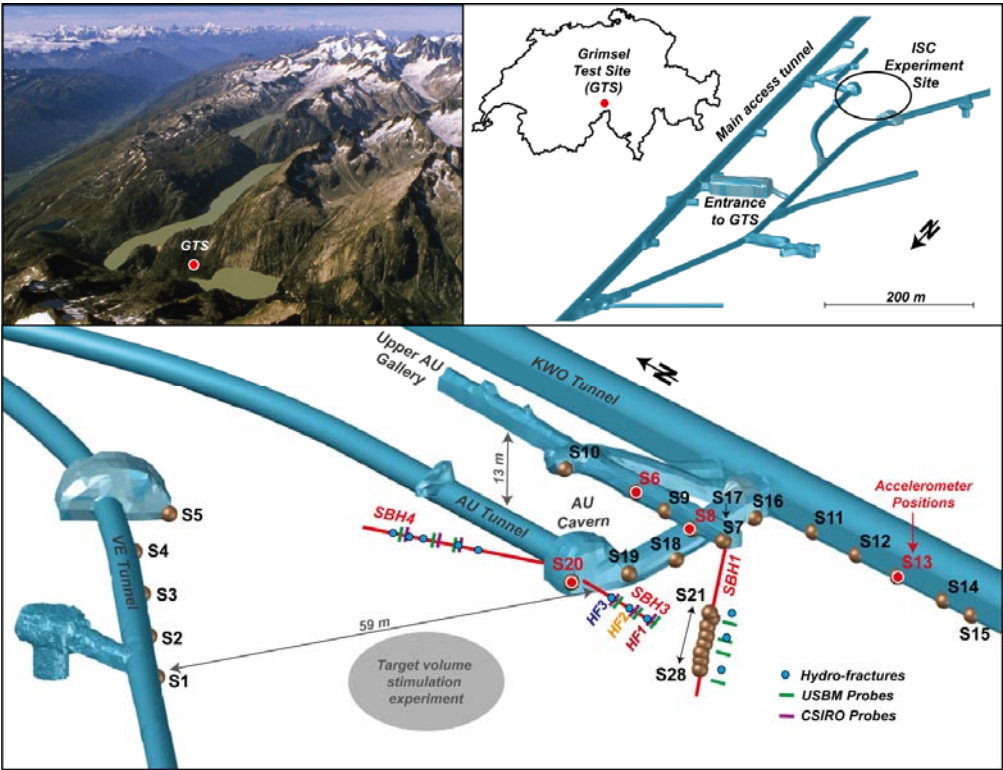 GTS
Grimsel
Test Site
(GTS)
Main access tunnel
ISC
Experiment
Site
Entrance
to GTS
N
200 m
Upper AU
Gallery
KWO Tunnel
N
13 m
S10
S6
S9
S17
S16
S8
S7
Accelerometer
Positions
S11
S12
S13
S14
S15
AU Tunnel
AU
Cavern
SBH4
S5
S4
S3
S2
S1
VE Tunnel
S20
S19
S18
SBH3
HF3
HF2
HF1
SBH1
S21
S28
59 m
Target volume
stimulation
experiment
Hydro-fractures
USBM Probes
CSIRO Probes